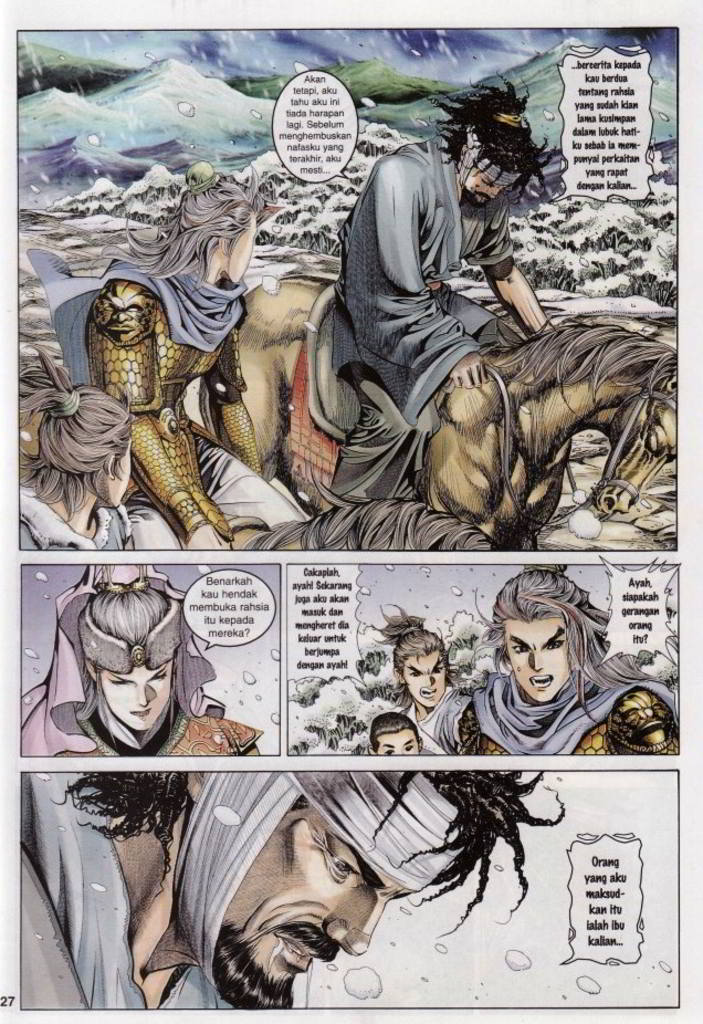 Akan
tetapi, aku
tahu aku ini
tiada harapan
lagi. Sebelum
menghembuskan
nafasku yang
terakhir, aku
mesti...
...bercerita kepada
kau berdua
tentang rahsia
yang sudah kian
lama kusimpan
dalam lubuk hati-
ku sebab ia mem-
punyai perkaitan
yang rapat
dengan kalian...
Benarkah
kau hendak
membuka rahsia
itu kepada
mereka?
Cakaplah,
ayah! Sekarang
juga aku akan
masuk dan
mengheret dia
keluar untuk
berjumpa
dengan ayah!
Ayah,
siapakah
gerangan
orang
itu?
Orang
yang aku
maksud-
kan itu
ialah ibu
kalian...
27